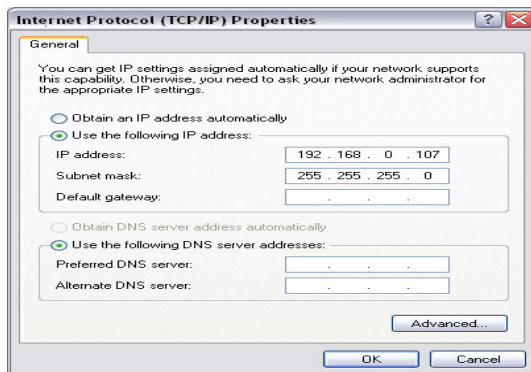 Internet Protocol (TCP/IP) Properties
General
You can get IP settings assigned automatically if your network supports
this capability. Otherwise, you need to ask your network administrator for
the appropriate IP settings.
Obtain an IP address automatically
Use the following IP address:
IP address: 192 . 168 . 0 . 107
Subnet mask: 255 . 255 . 255 . 0
Default gateway: . . .
Obtain DNS server address automatically
Use the following DNS server addresses:
Preferred DNS server: . . .
Alternate DNS server: . . .
Advanced...
OK Cancel